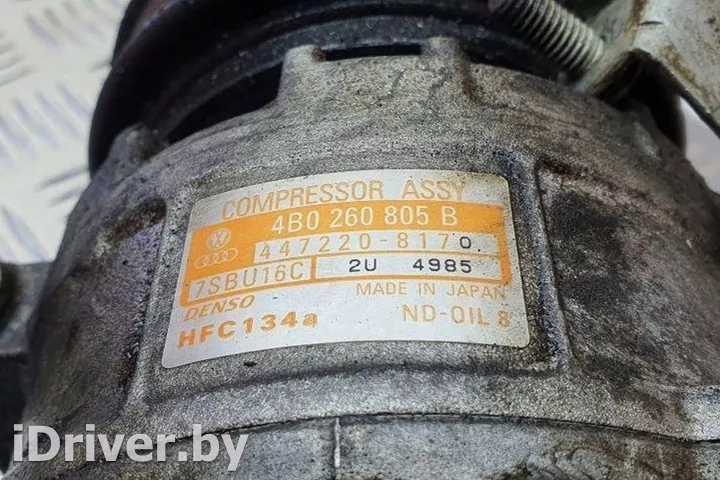 COMPRESSOR ASSY
4B0 260 805 B
447220-8170.
7SBU16C 2U 4985
DENSO MADE IN JAPAN
HFC134a ND-OIL 8
iDriver.by